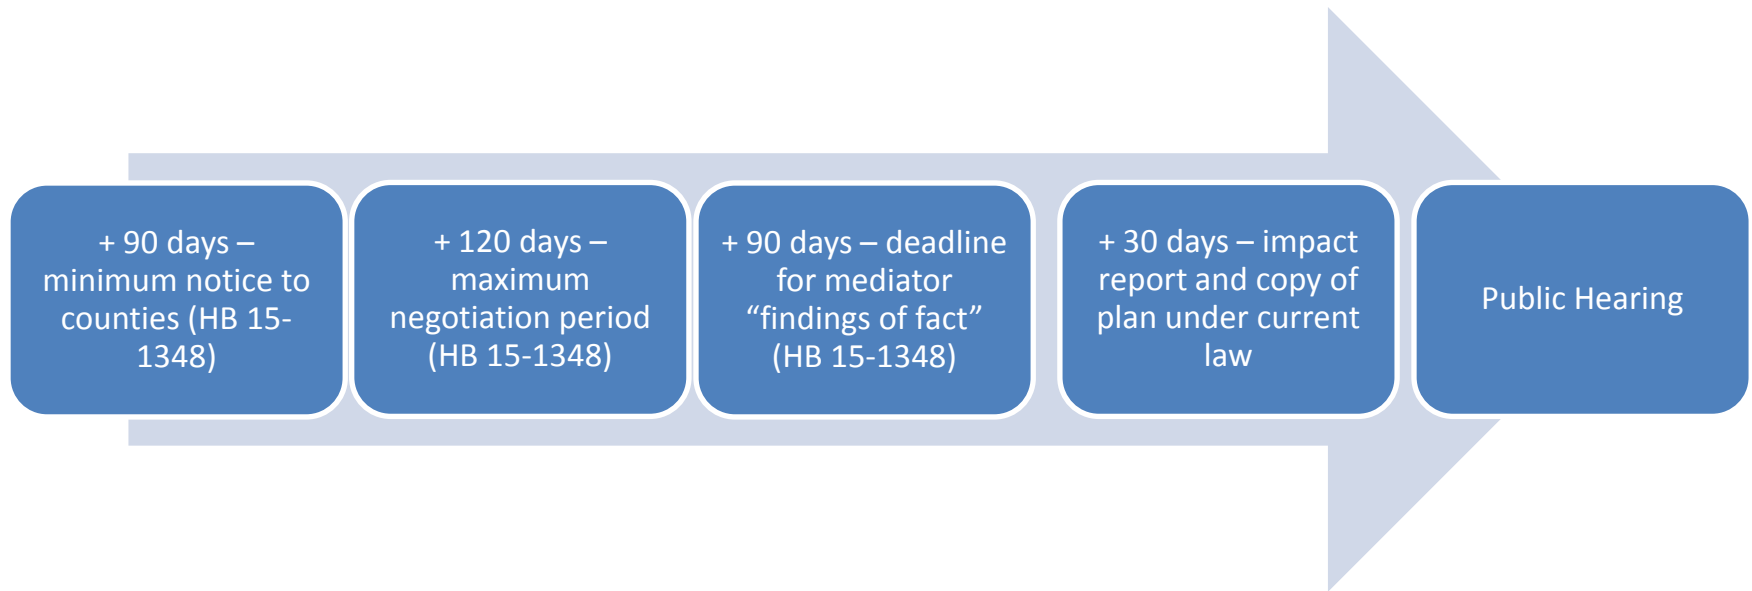 + 90 days –
minimum notice to
counties (HB 15-
1348)
+ 120 days –
maximum
negotiation period
(HB 15-1348)
+ 90 days – deadline
for mediator
“findings of fact”
(HB 15-1348)
+ 30 days – impact
report and copy of
plan under current
law
Public Hearing